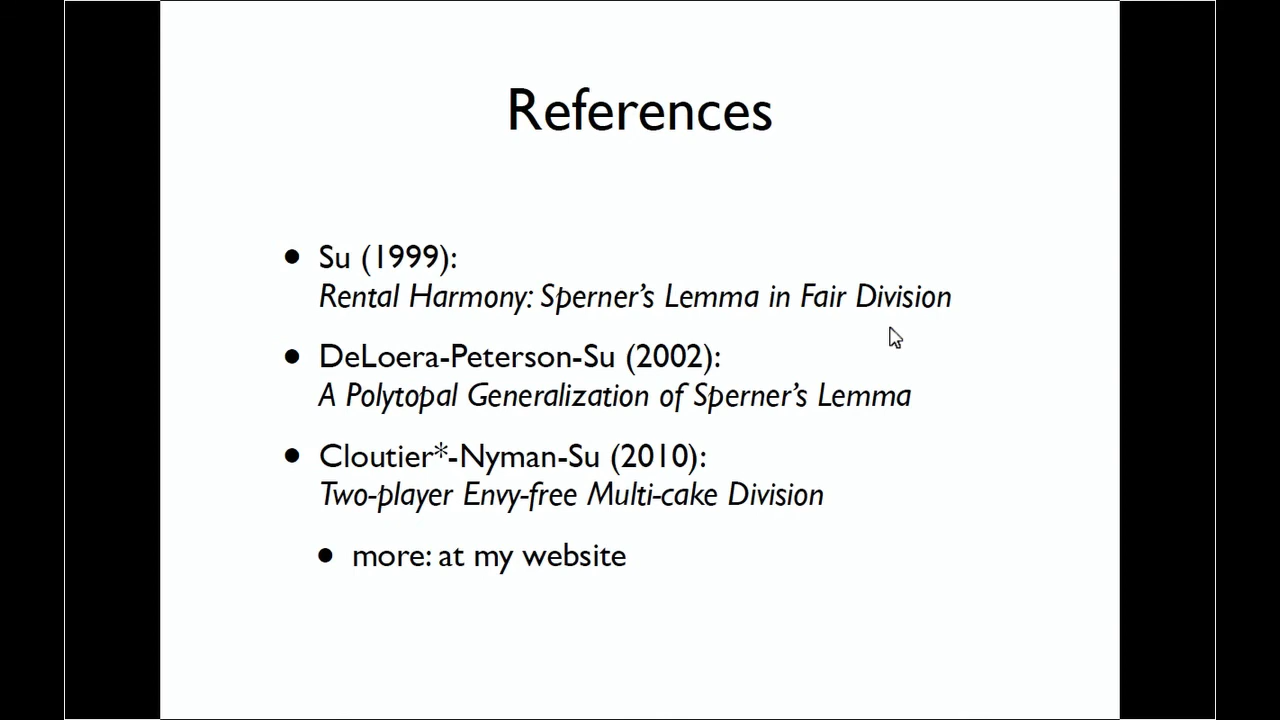 References
• Su (1999):
Rental Harmony: Sperner's Lemma in Fair Division
• DeLoera-Peterson-Su (2002):
A Polytopal Generalization of Sperner's Lemma
• Cloutier*-Nyman-Su (2010):
Two-player Envy-free Multi-cake Division
• more: at my website